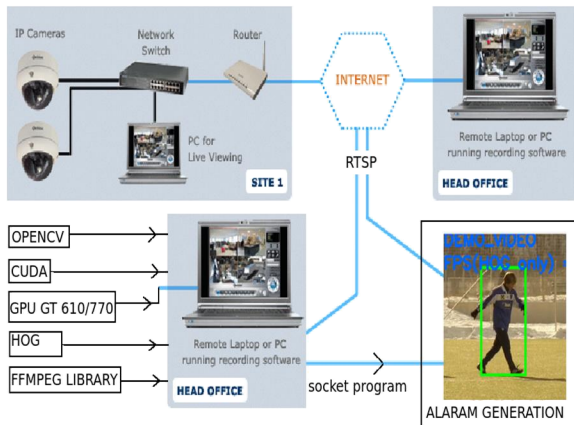 IP Cameras
Network
Switch
Router
PC for
Live Viewing
SITE 1
INTERNET
RTSP
Remote Laptop or PC
running recording software
HEAD OFFICE
OPENCV
CUDA
GPU GT 610/770
HOG
FFMPEG LIBRARY
Remote Laptop or PC
running recording software
HEAD OFFICE
socket program
DEMO_VIDEO
FPS(HOG only)
ALARAM GENERATION